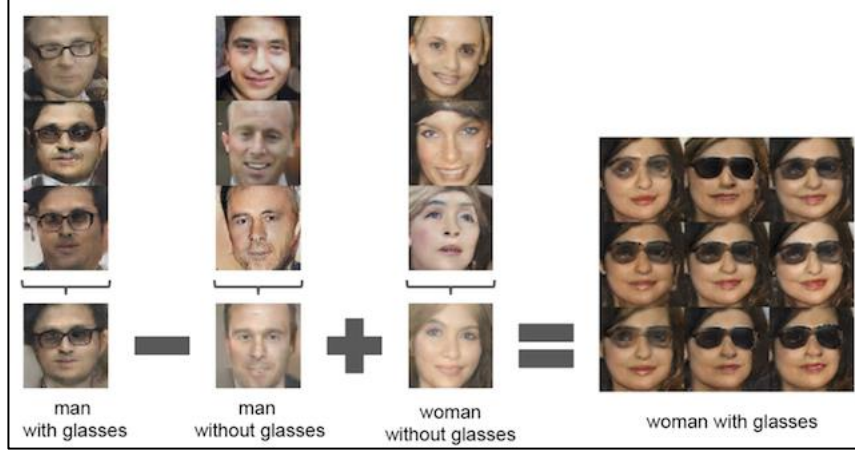 man
with glasses
man
without glasses
woman
without glasses
woman with glasses